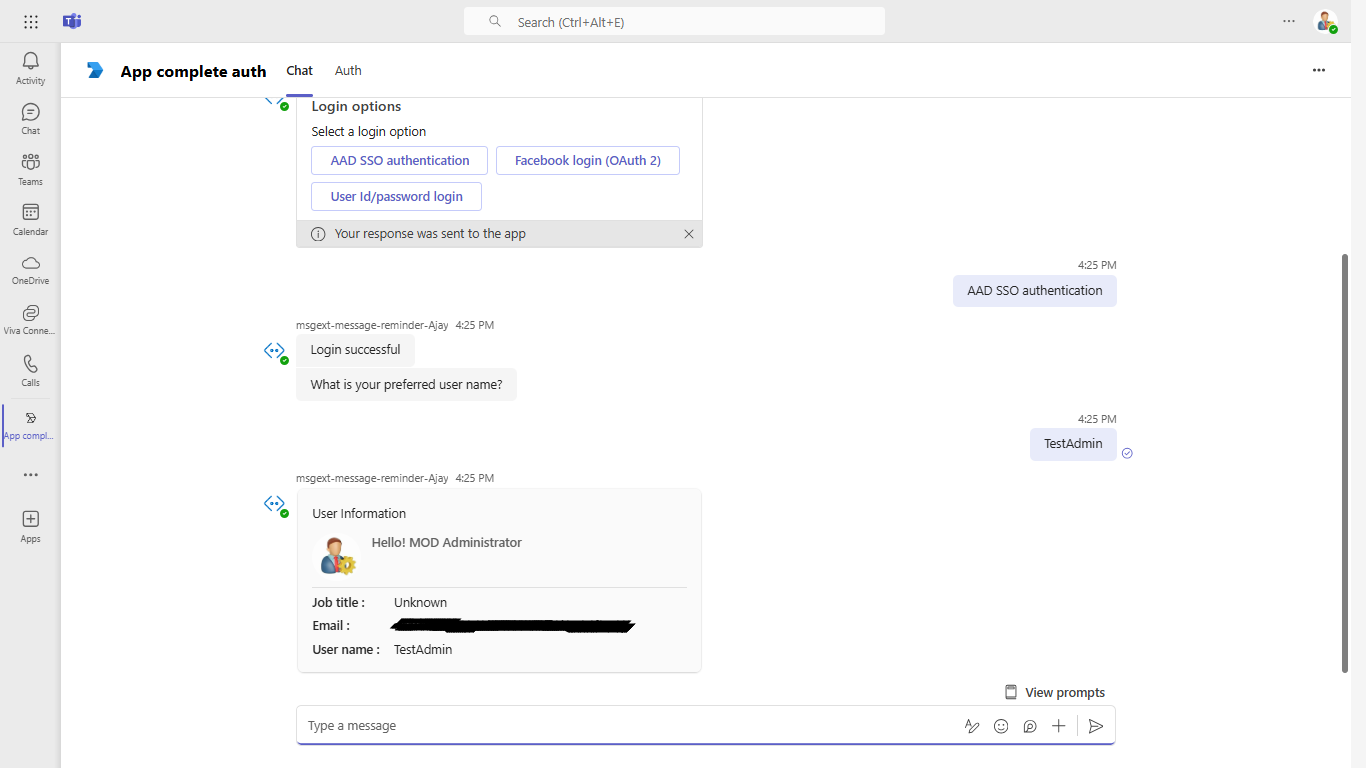 Search (Ctrl+Alt+E)
Activity
Chat
Teams
Calendar
OneDrive
Viva Conne...
Calls
App compl...
Apps
App complete auth Chat Auth
Login options
Select a login option
AAD SSO authentication Facebook login (OAuth 2)
User Id/password login
Your response was sent to the app
4:25 PM
AAD SSO authentication
msgext-message-reminder-Ajay 4:25 PM
Login successful
What is your preferred user name?
4:25 PM
TestAdmin
msgext-message-reminder-Ajay 4:25 PM
User Information
Hello! MOD Administrator
Job title : Unknown
Email :
User name : TestAdmin
View prompts
Type a message